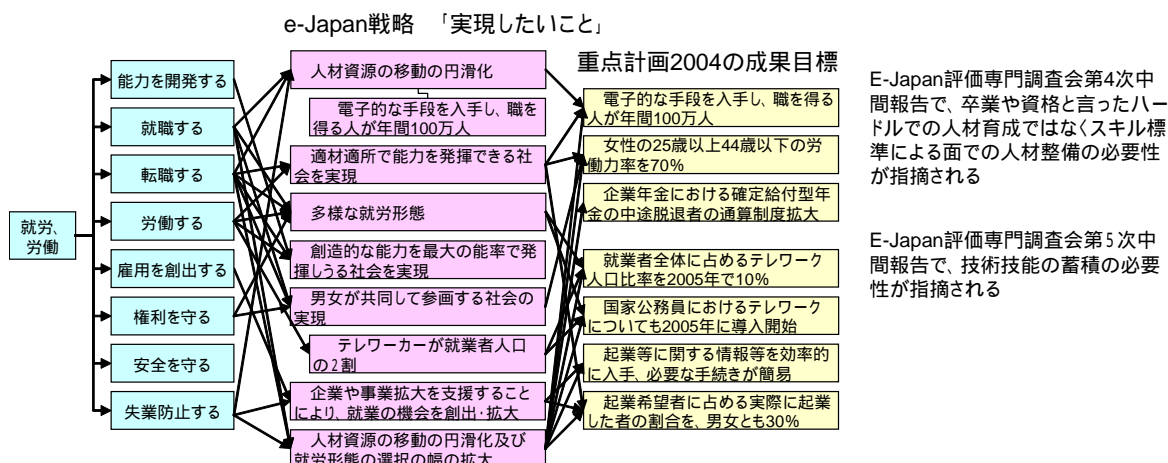 e-Japan戦略　「実現したいこと」
重点計画2004の成果目標
就労、
労働
能力を開発する
就職する
転職する
労働する
雇用を創出する
権利を守る
安全を守る
失業防止する
人材資源の移動の円滑化
電子的な手段を入手し、職を
得る人が年間100万人
適材適所で能力を発揮できる社
会を実現
多様な就労形態
創造的な能力を最大の能率で発
揮しうる社会を実現
男女が共同して参画する社会の
実現
テレワーカーが就業者人口
の2割
企業や事業拡大を支援すること
により、就業の機会を創出・拡大
人材資源の移動の円滑化及び
就労形態の選択の幅の拡大
電子的な手段を入手し、職を得る
人が年間100万人
女性の25歳以上44歳以下の労
働力率を70%
企業年金における確定給付型年
金の中途脱退者の通算制度拡大
就業者全体に占めるテレワーク
人口比率を2005年で10%
国家公務員におけるテレワーク
についても2005年に導入開始
起業等に関する情報等を効率的
に入手、必要な手続きが簡易
起業希望者に占める実際に起業
した者の割合を、男女とも30%
E-Japan評価専門調査会第4次中
間報告で、卒業や資格と言ったハー
ドルでの人材育成ではなくスキル標
準による面での人材整備の必要性
が指摘される
E-Japan評価専門調査会第5次中
間報告で、技術技能の蓄積の必要
性が指摘される